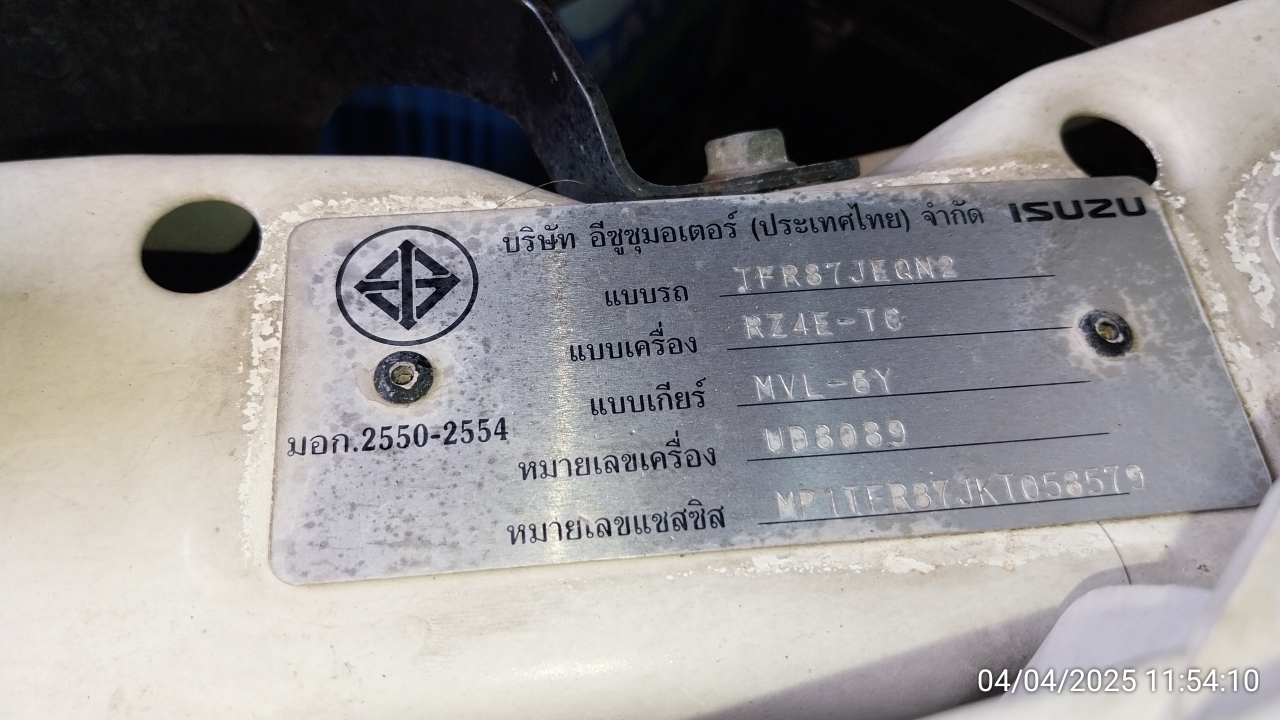 บริษัท อีซูซุมอเตอร์ (ประเทศไทย) จำกัด ISUZU
แบบรถ TFR87JEQN2
แบบเครื่อง RZ4E-TC
แบบเกียร์ MVL-6Y
มอก.2550-2554
หมายเลขเครื่อง UD8089
หมายเลขแชสซิส MP1TFR87JKT058579
04/04/2025 11:54:10